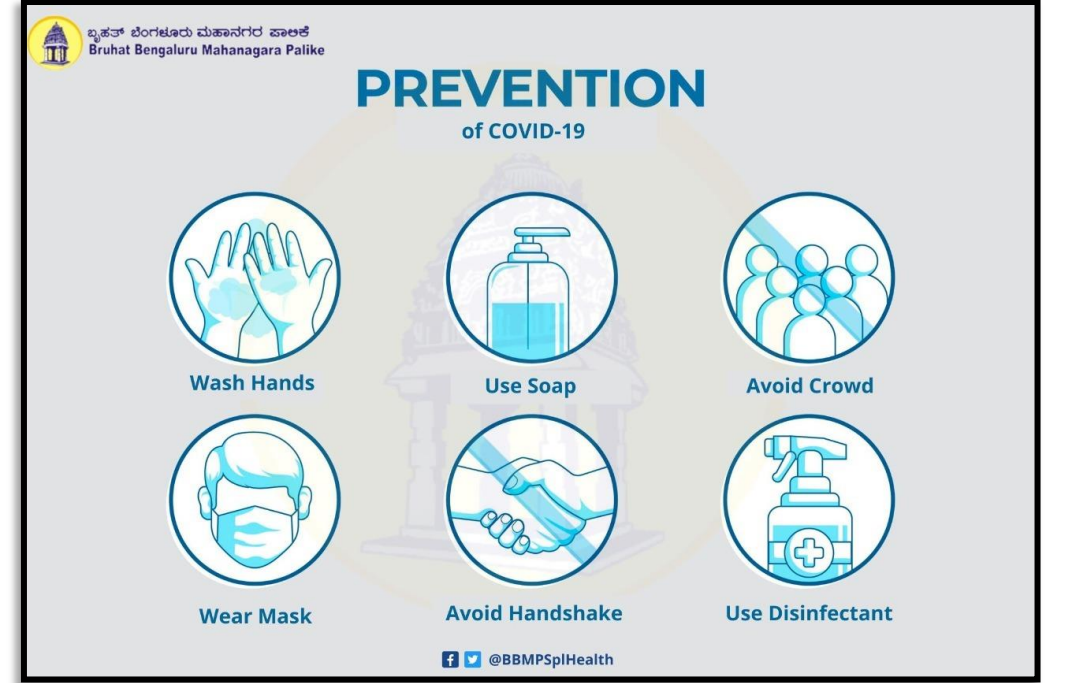 ಬೃಹತ್ ಬೆಂಗಳೂರು ಮಹಾನಗರ ಪಾಲಿಕೆ
Bruhat Bengaluru Mahanagara Palike
PREVENTION
of COVID-19
Wash Hands
Use Soap
Avoid Crowd
Wear Mask
Avoid Handshake
Use Disinfectant
@BBMPSplHealth